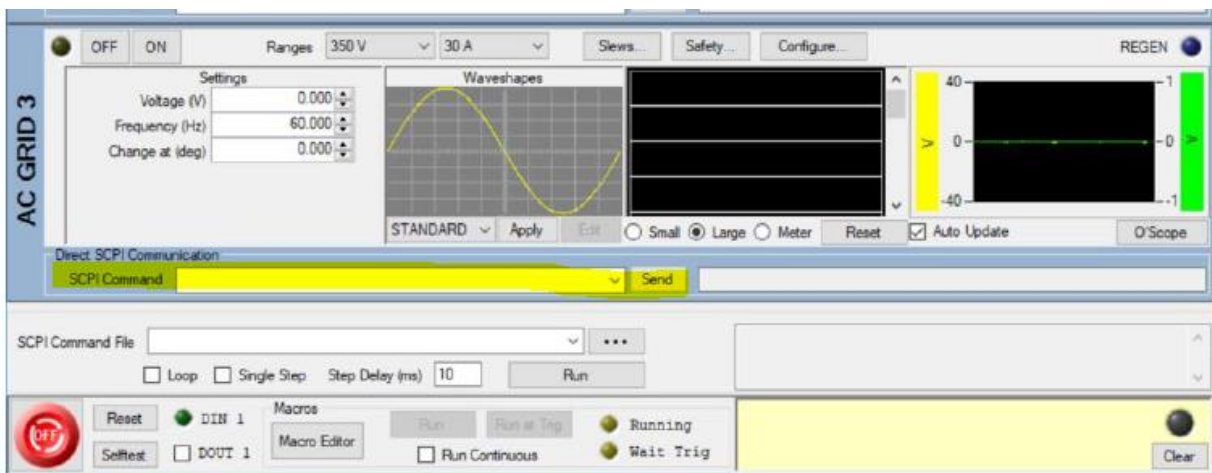 AC GRID 3
OFF ON Ranges 350 V 30 A Slews... Safety... Configure... REGEN
Settings
Voltage (V) 0.000
Frequency (Hz) 60.000
Change at (deg) 0.000
Waveshapes
STANDARD Apply Edit
Small Large Meter Reset
V
40
0
-40
1
0
-1
V
Auto Update O'Scope
Direct SCPI Communication
SCPI Command Send
SCPI Command File ...
Loop Single Step Step Delay (ms) 10 Run
OFF
Reset DIN 1
Selftest DOUT 1
Macros
Macro Editor
Run Run at Trig
Run Continuous
Running
Wait Trig
Clear